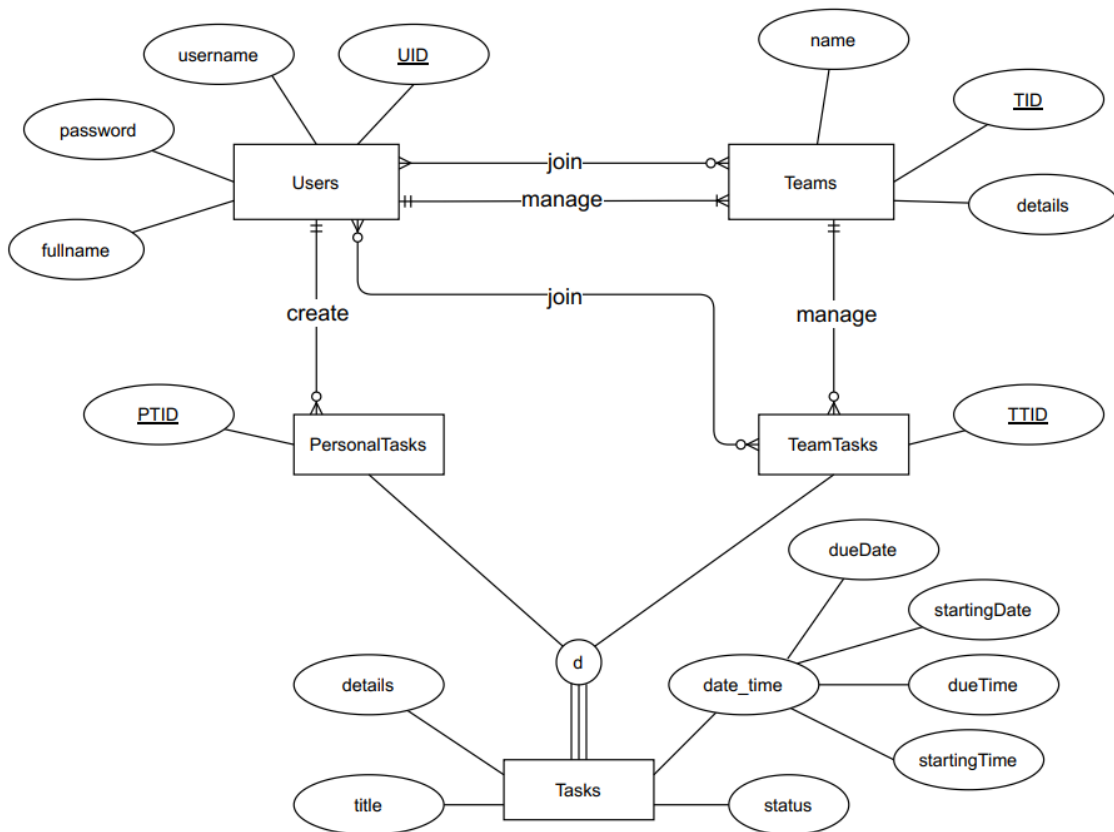 name
username
UID
TID
password
join
Users
Teams
manage
details
fullname
join
create
manage
PTID
TTID
PersonalTasks
TeamTasks
dueDate
startingDate
d
details
date_time
dueTime
startingTime
Tasks
title
status